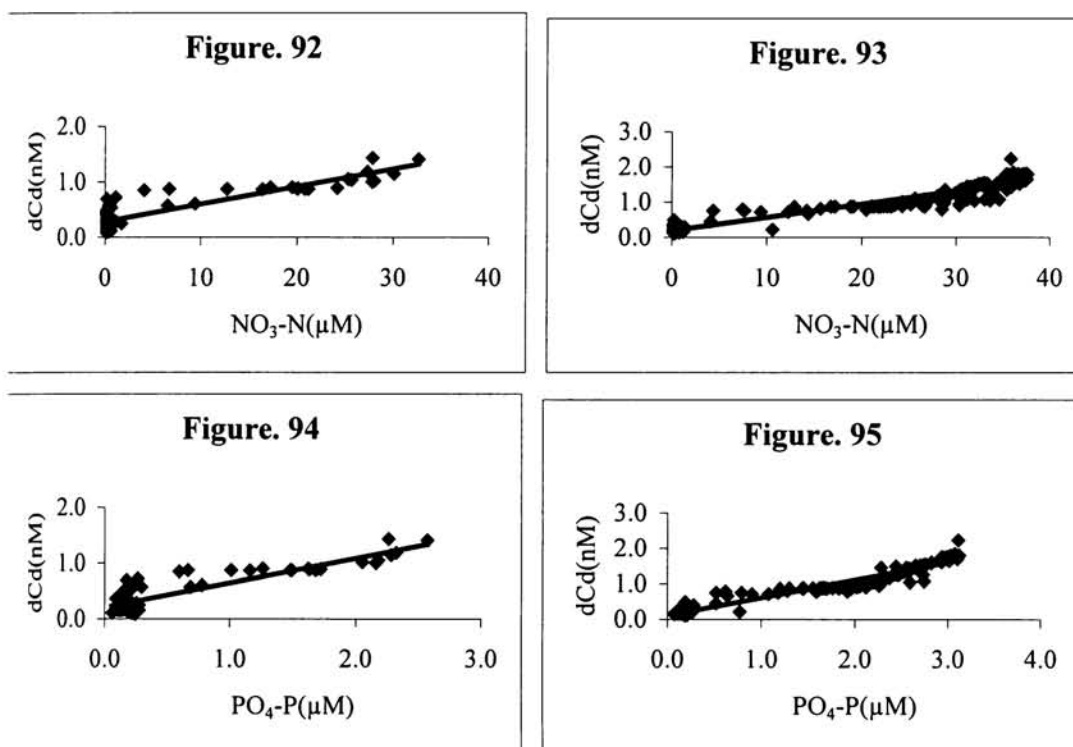 Figure. 92
dCd(nM)
2.0
1.0
0.0
0 10 20 30 40
NO₃-N(µM)
Figure. 93
dCd(nM)
3.0
2.0
1.0
0.0
0 10 20 30 40
NO₃-N(µM)
Figure. 94
dCd(nM)
2.0
1.0
0.0
0.0 1.0 2.0 3.0
PO₄-P(µM)
Figure. 95
dCd(nM)
3.0
2.0
1.0
0.0
0.0 1.0 2.0 3.0 4.0
PO₄-P(µM)